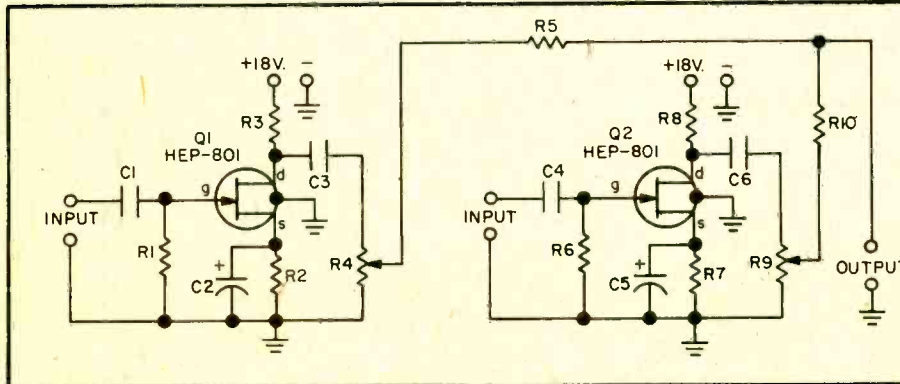 R5
+18V. −
+18V. −
R3
R8
R10
Q1
HEP-801
Q2
HEP-801
d
C3
d
C6
C1
g
C4
g
INPUT
s
INPUT
s
R1
C2
+
R2
R4
R6
C5
+
R7
R9
OUTPUT